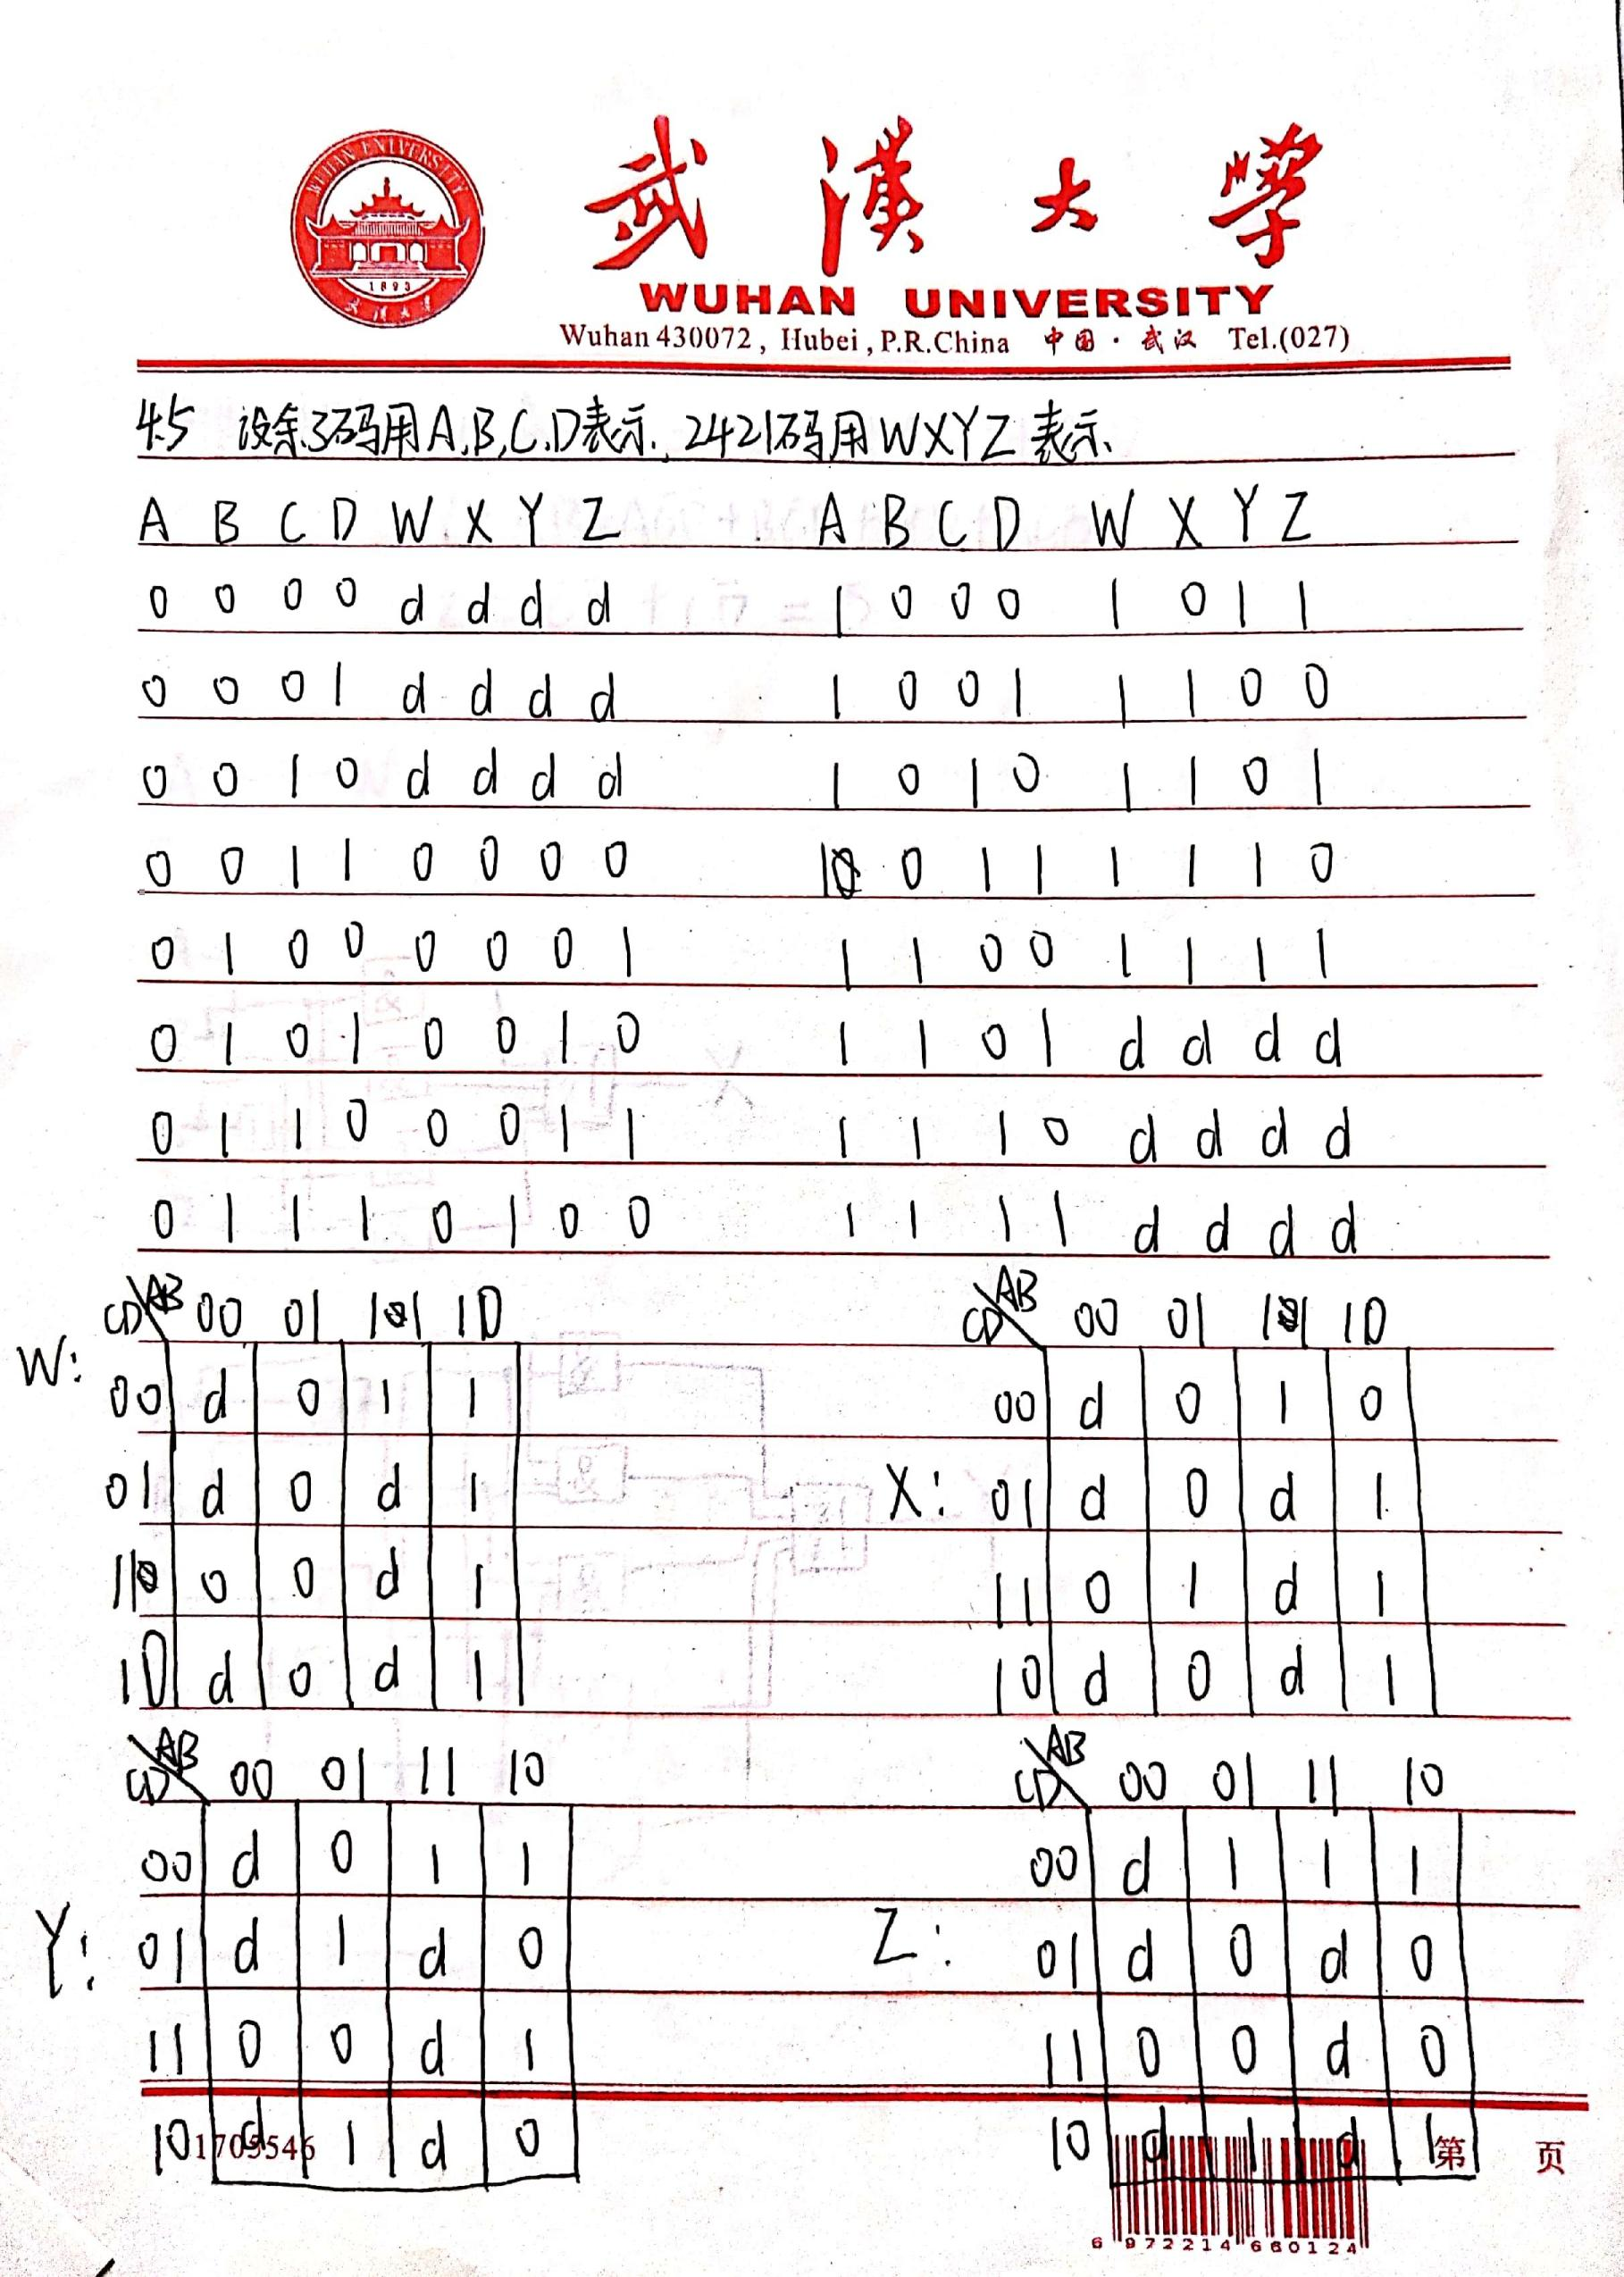 武漢大學
WUHAN UNIVERSITY
Wuhan 430072, Hubei, P.R.China 中国·武汉 Tel.(027)
WUHAN UNIVERSITY
1893
4.5 设余3码用A,B,C,D表示, 2421码用WXYZ表示.
A B C D W X Y Z A B C D W X Y Z
0 0 0 0 d d d d 1 0 0 0 1 0 1 1
0 0 0 1 d d d d 1 0 0 1 1 1 0 0
0 0 1 0 d d d d 1 0 1 0 1 1 0 1
0 0 1 1 0 0 0 0 1 0 1 1 1 1 1 0
0 1 0 0 0 0 0 1 1 1 0 0 1 1 1 1
0 1 0 1 0 0 1 0 1 1 0 1 d d d d
0 1 1 0 0 0 1 1 1 1 1 0 d d d d
0 1 1 1 0 1 0 0 1 1 1 1 d d d d
W:
CD\AB 00 01 11 10
00 d 0 1 1
01 d 0 d 1
11 0 0 d 1
10 d 0 d 1
X:
CD\AB 00 01 11 10
00 d 0 1 0
01 d 0 d 1
11 0 1 d 1
10 d 0 d 1
Y:
CD\AB 00 01 11 10
00 d 0 1 1
01 d 1 d 0
11 0 0 d 1
10 d 1 d 0
Z:
CD\AB 00 01 11 10
00 d 1 1 1
01 d 0 d 0
11 0 0 d 0
10 d 1 d 1
1705546
第 页
6 972214 660124